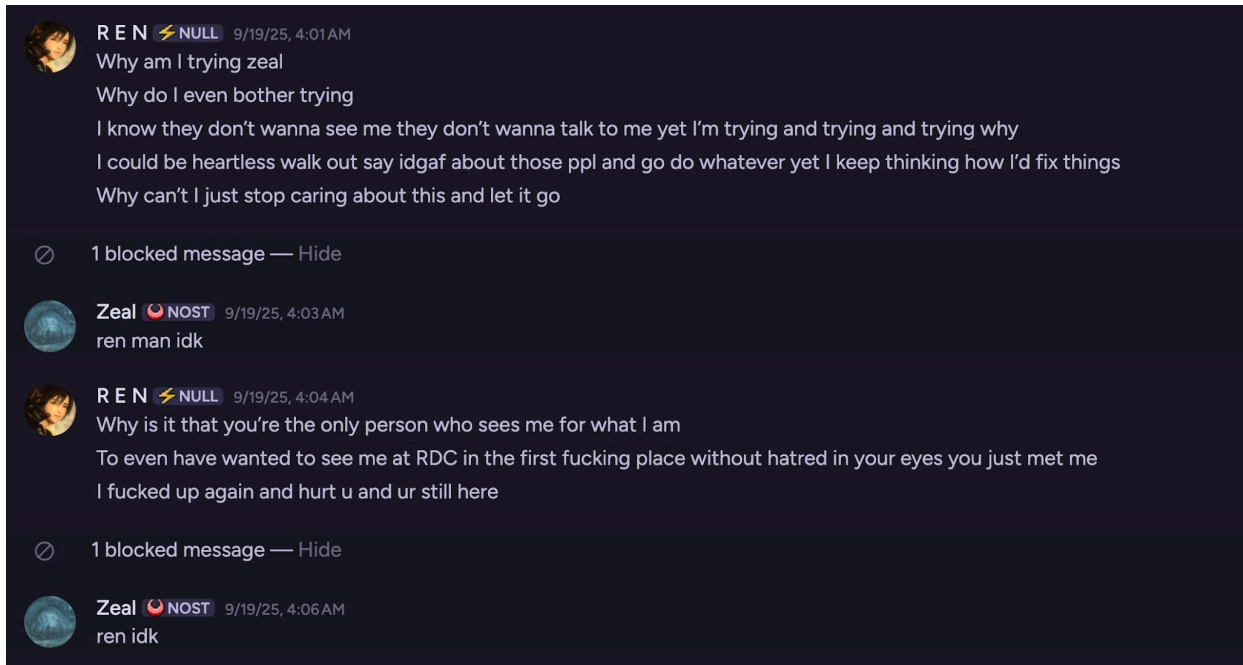 R E N ⚡ NULL 9/19/25, 4:01 AM
Why am I trying zeal
Why do I even bother trying
I know they don’t wanna see me they don’t wanna talk to me yet I’m trying and trying and trying why
I could be heartless walk out say idgaf about those ppl and go do whatever yet I keep thinking how I’d fix things
Why can’t I just stop caring about this and let it go
1 blocked message — Hide
Zeal NOST 9/19/25, 4:03 AM
ren man idk
R E N ⚡ NULL 9/19/25, 4:04 AM
Why is it that you’re the only person who sees me for what I am
To even have wanted to see me at RDC in the first fucking place without hatred in your eyes you just met me
I fucked up again and hurt u and ur still here
1 blocked message — Hide
Zeal NOST 9/19/25, 4:06 AM
ren idk